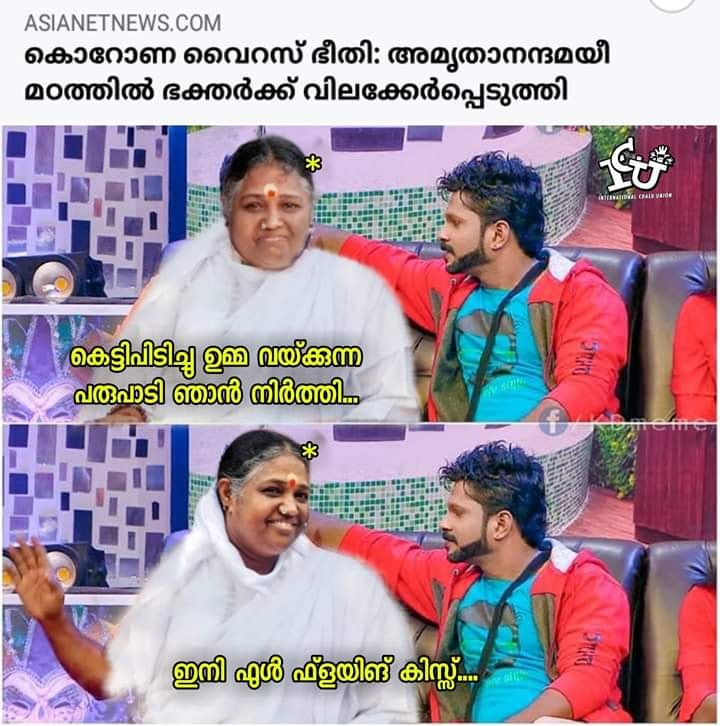 ASIANETNEWS.COM
കൊറോണ വൈറസ് ഭീതി: അമൃതാനന്ദമയീ
മഠത്തിൽ ഭക്തർക്ക് വിലക്കേർപ്പെടുത്തി
*
ICU
INTERNATIONAL CHALU UNION
കെട്ടിപിടിച്ചു ഉമ്മ വയ്ക്കുന്ന
പരുപാടി ഞാൻ നിർത്തി...
f/KDmeme
*
ഇനി ഫുൾ ഫ്ളയിങ് കിസ്സ്....